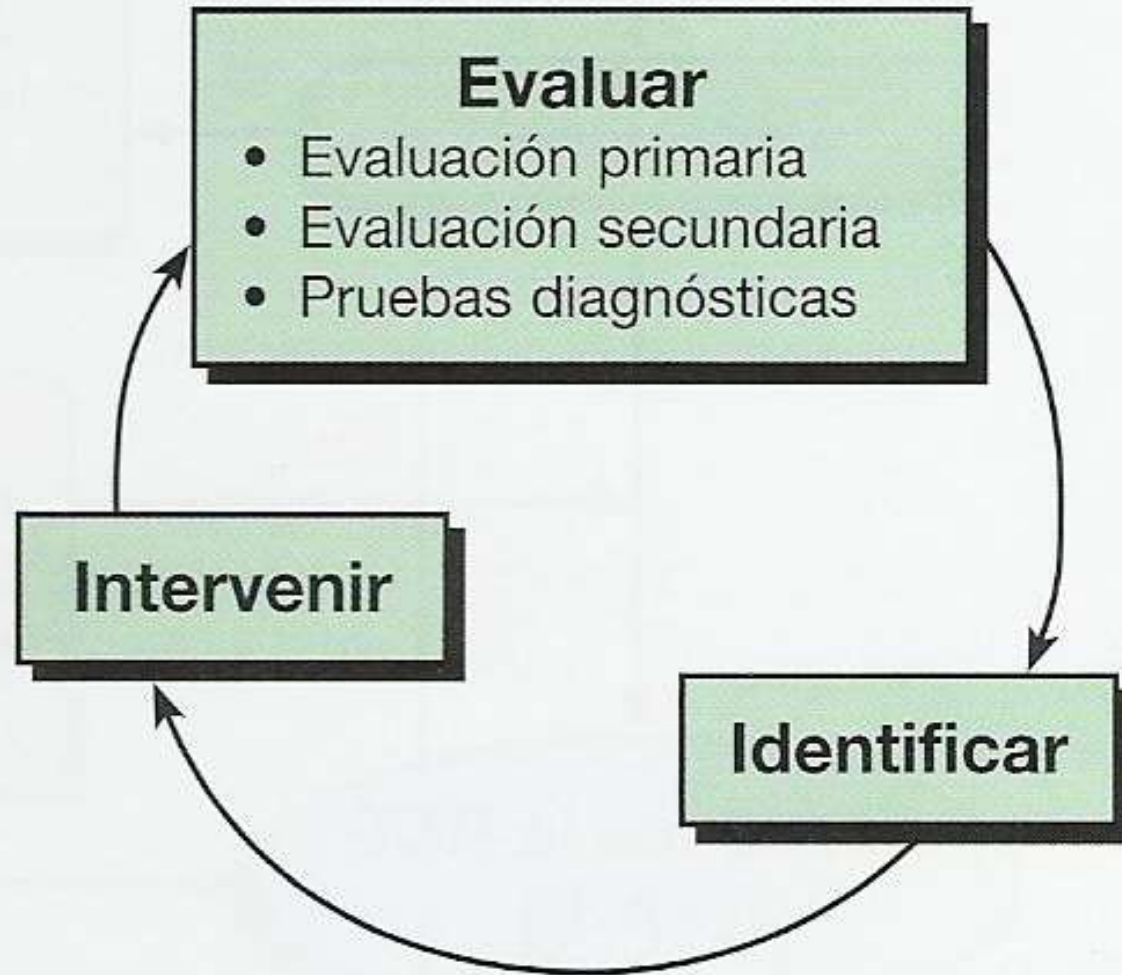 Evaluar
• Evaluación primaria
• Evaluación secundaria
• Pruebas diagnósticas
Intervenir
Identificar